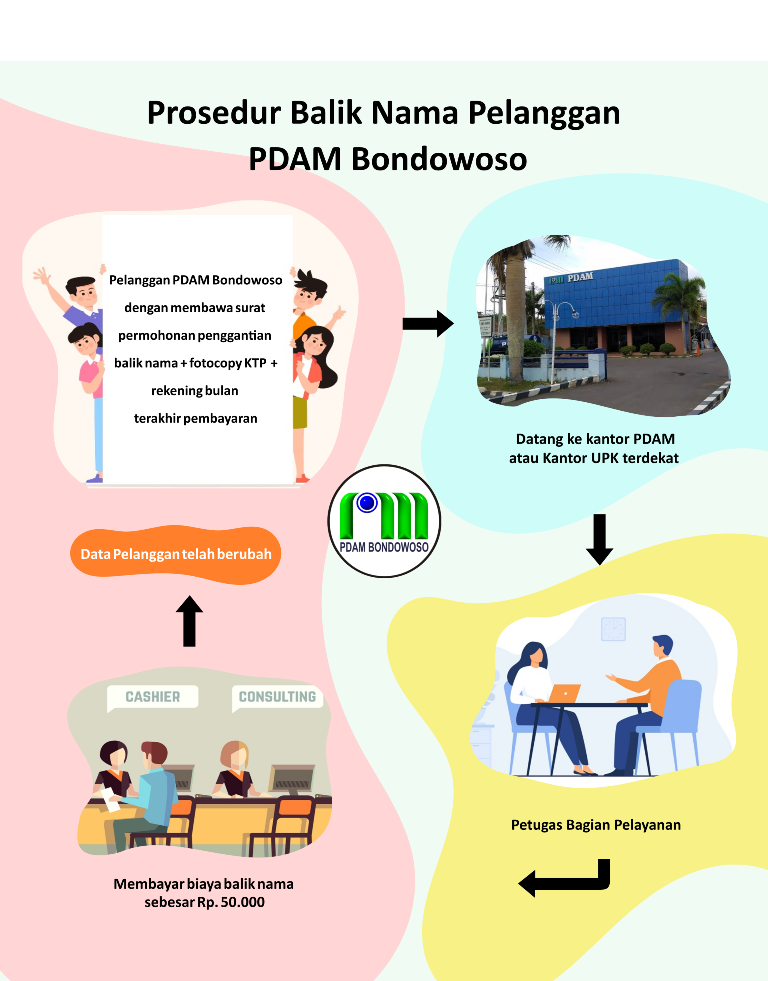 Prosedur Balik Nama Pelanggan
PDAM Bondowoso
Pelanggan PDAM Bondowoso
dengan membawa surat
permohonan penggantian
balik nama + fotocopy KTP +
rekening bulan
terakhir pembayaran
PDAM
Datang ke kantor PDAM
atau Kantor UPK terdekat
PDAM BONDOWOSO
Petugas Bagian Pelayanan
CASHIER
CONSULTING
Membayar biaya balik nama
sebesar Rp. 50.000
Data Pelanggan telah berubah